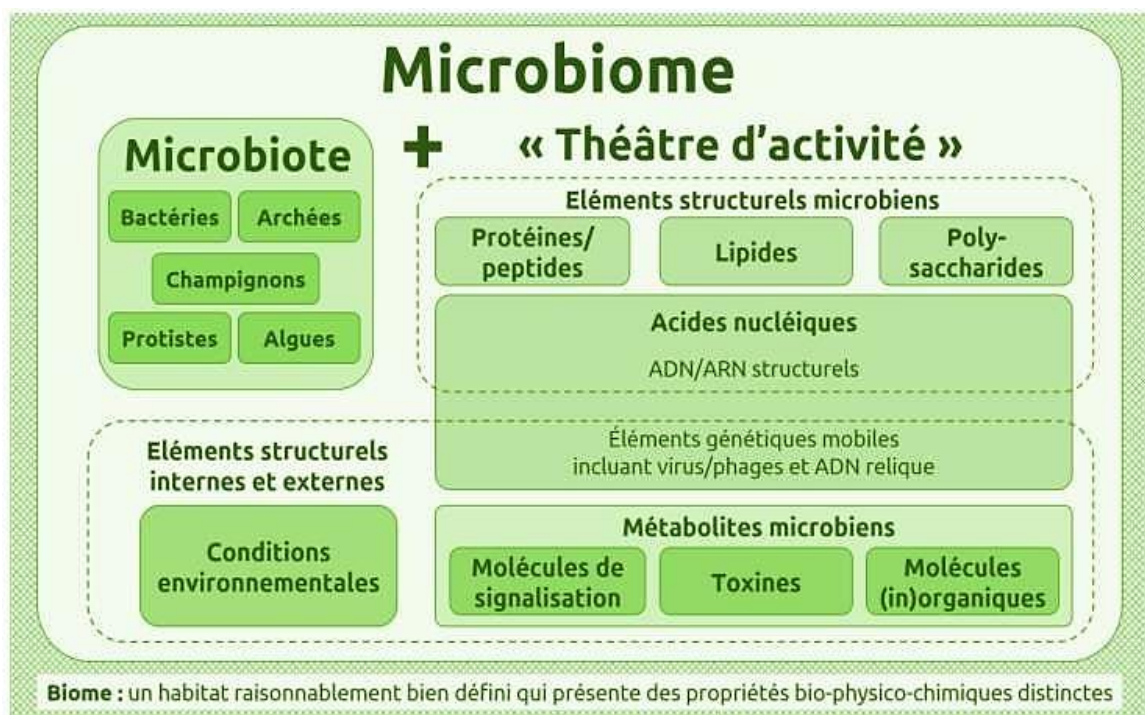 Microbiome
Microbiote
+
« Théâtre d’activité »
Bactéries
Archées
Champignons
Protistes
Algues
Eléments structurels microbiens
Protéines/
peptides
Lipides
Poly-
saccharides
Acides nucléiques
ADN/ARN structurels
Éléments génétiques mobiles
incluant virus/phages et ADN relique
Eléments structurels
internes et externes
Conditions
environnementales
Métabolites microbiens
Molécules de
signalisation
Toxines
Molécules
(in)organiques
Biome : un habitat raisonnablement bien défini qui présente des propriétés bio-physico-chimiques distinctes